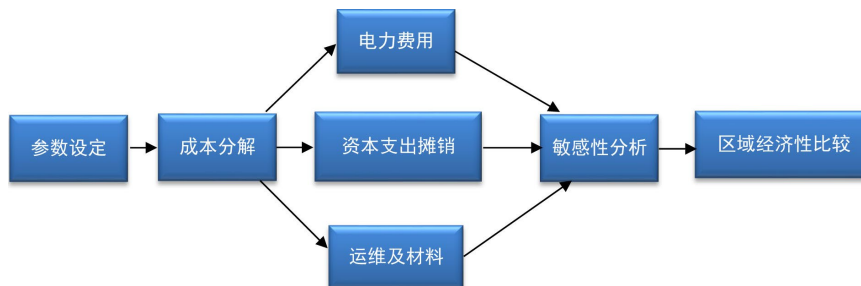 电力费用
参数设定
成本分解
资本支出摊销
敏感性分析
区域经济性比较
运维及材料